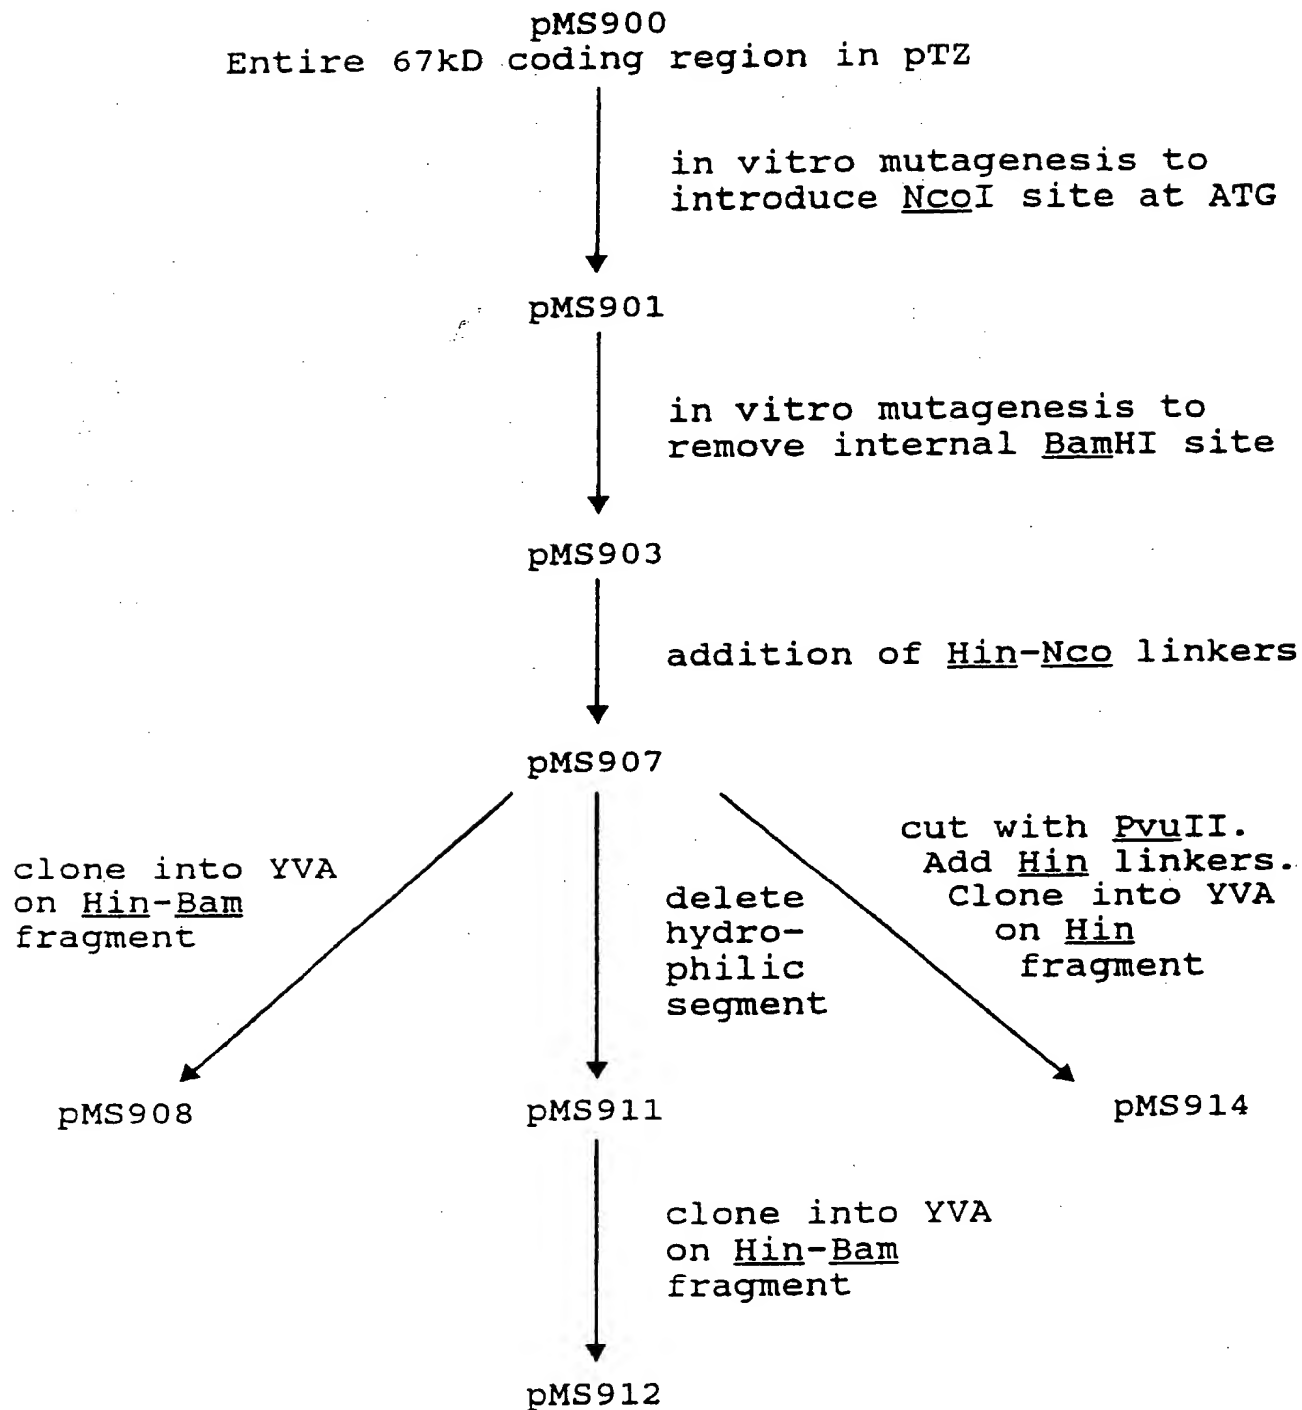 pMS900
Entire 67kD coding region in pTZ
in vitro mutagenesis to
introduce NcoI site at ATG
pMS901
in vitro mutagenesis to
remove internal BamHI site
pMS903
addition of Hin-Nco linkers
pMS907
clone into YVA
on Hin-Bam
fragment
delete
hydro-
philic
segment
cut with PvuII.
Add Hin linkers.
Clone into YVA
on Hin
fragment
pMS908
pMS911
pMS914
clone into YVA
on Hin-Bam
fragment
pMS912